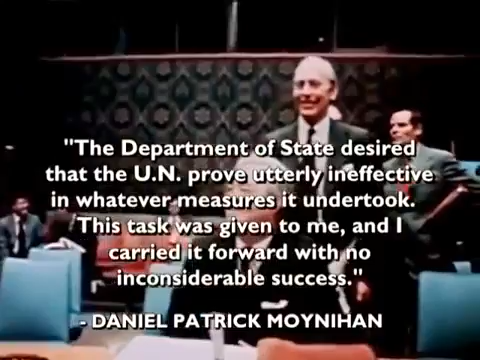 "The Department of State desired
that the U.N. prove utterly ineffective
in whatever measures it undertook.
This task was given to me, and I
carried it forward with no
inconsiderable success."
- DANIEL PATRICK MOYNIHAN